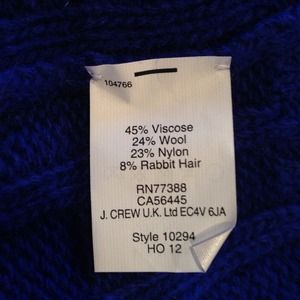 104766
45% Viscose
24% Wool
23% Nylon
8% Rabbit Hair
RN77388
CA56445
J. CREW U.K. Ltd EC4V 6JA
Style 10294
HO 12